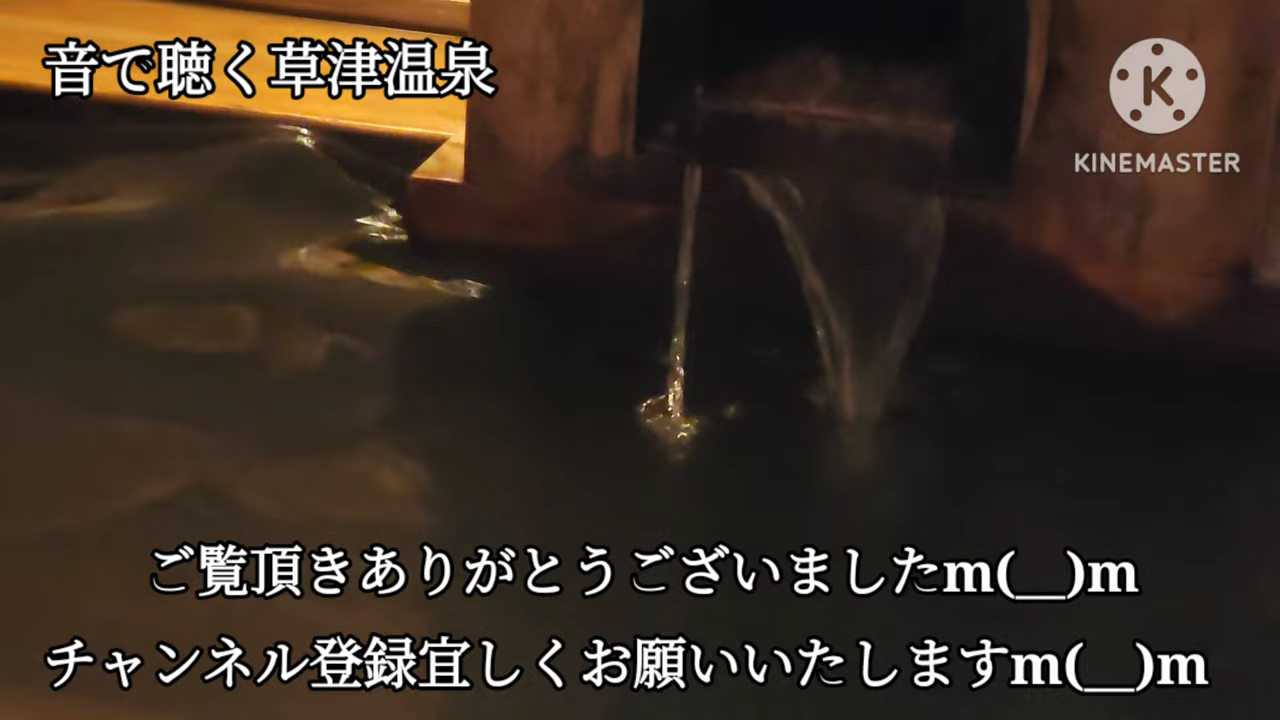 音で聴く草津温泉
K
KINEMASTER
ご覧頂きありがとうございましたm(__)m
チャンネル登録宜しくお願いいたしますm(__)m